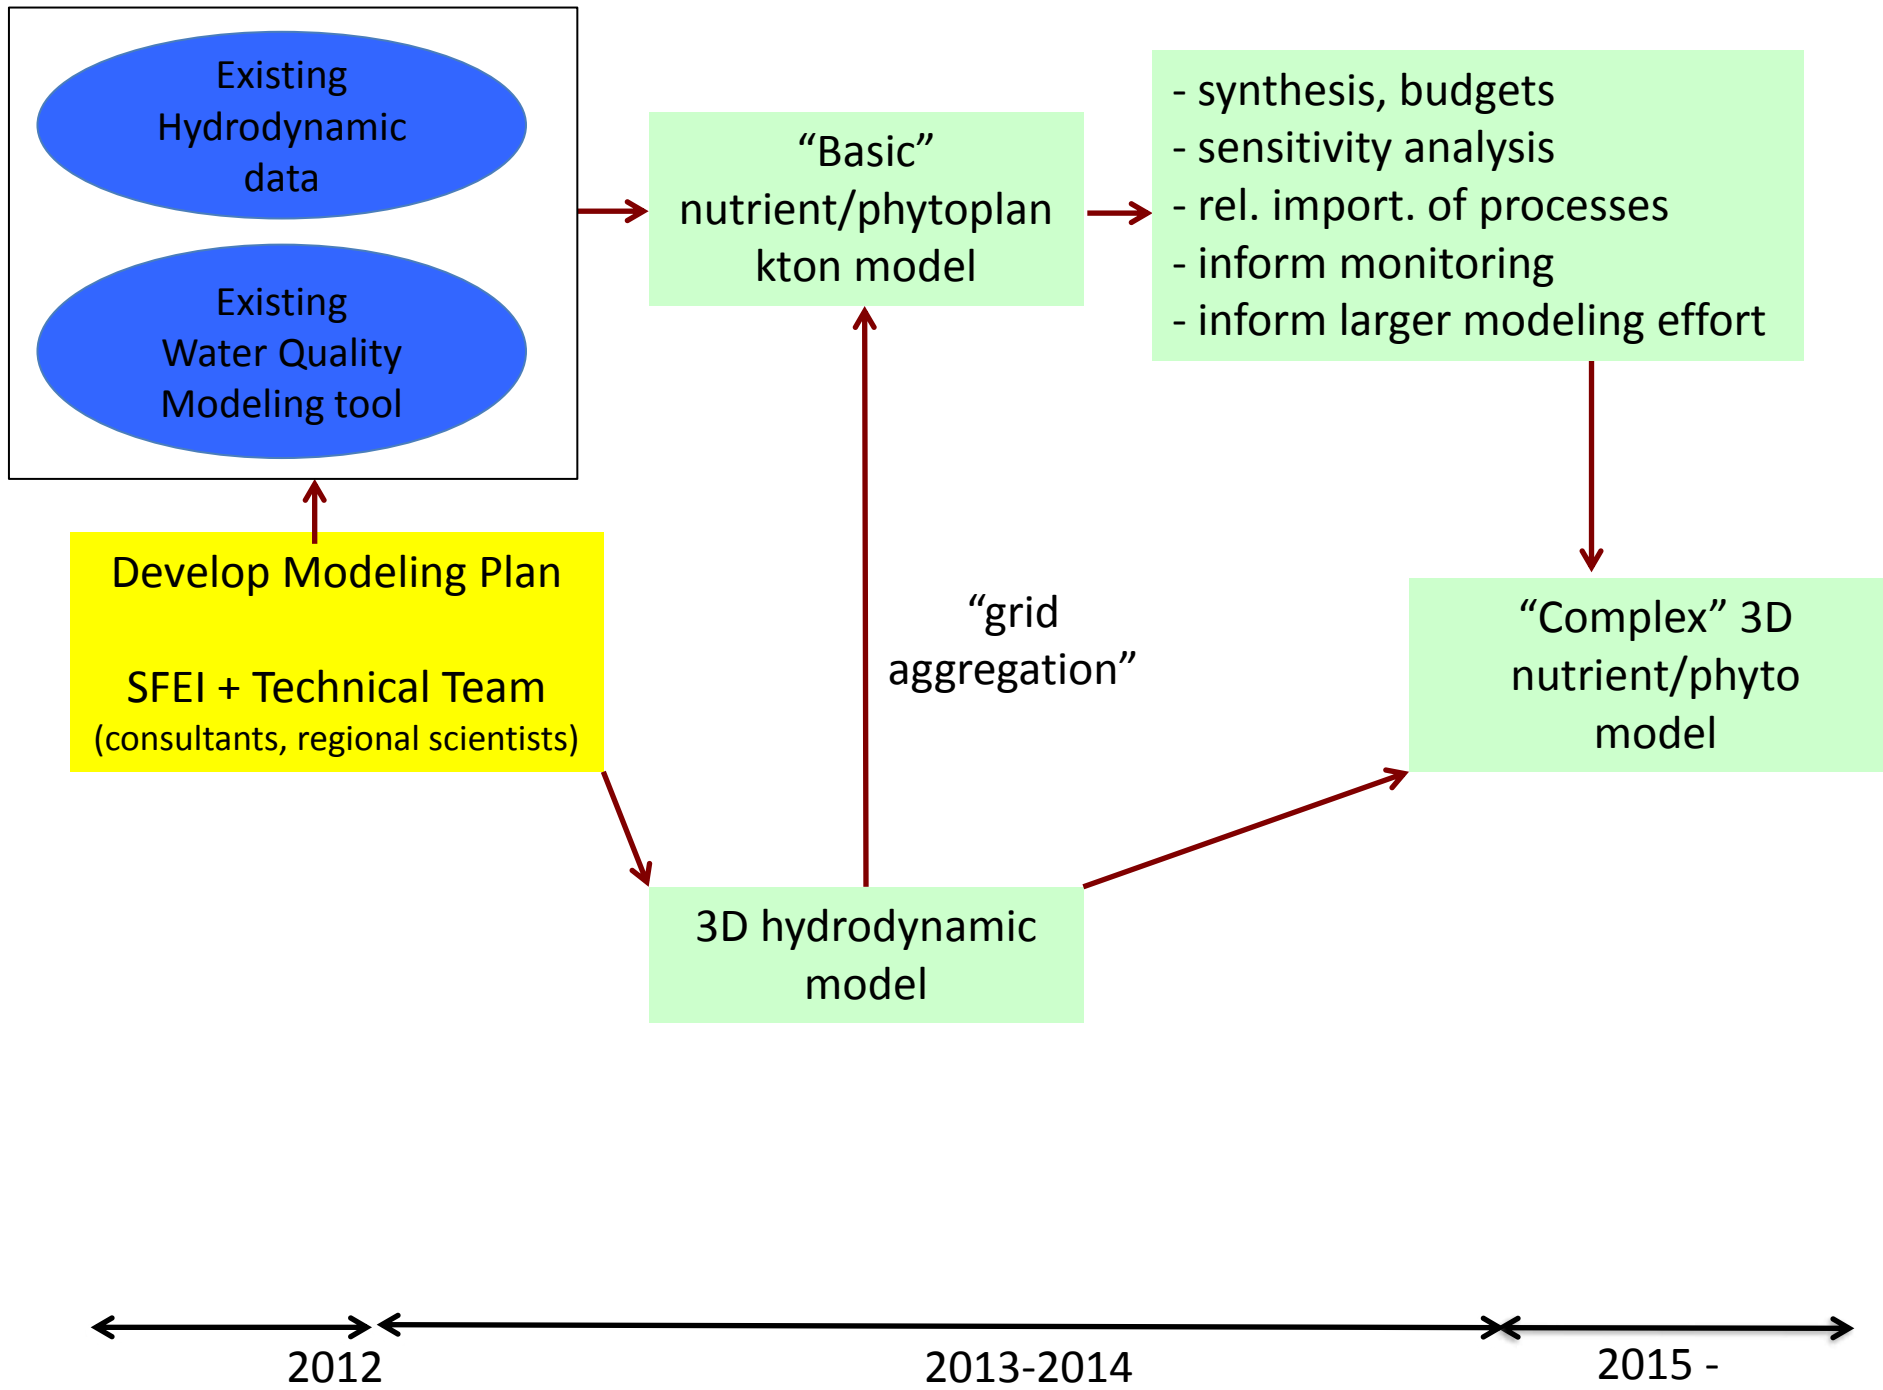 Existing
Hydrodynamic
data
Existing
Water Quality
Modeling tool
“Basic”
nutrient/phytoplan
kton model
- synthesis, budgets
- sensitivity analysis
- rel. import. of processes
- inform monitoring
- inform larger modeling effort
Develop Modeling Plan
SFEI + Technical Team
(consultants, regional scientists)
“grid
aggregation”
“Complex” 3D
nutrient/phyto
model
3D hydrodynamic
model
2012
2013-2014
2015 -